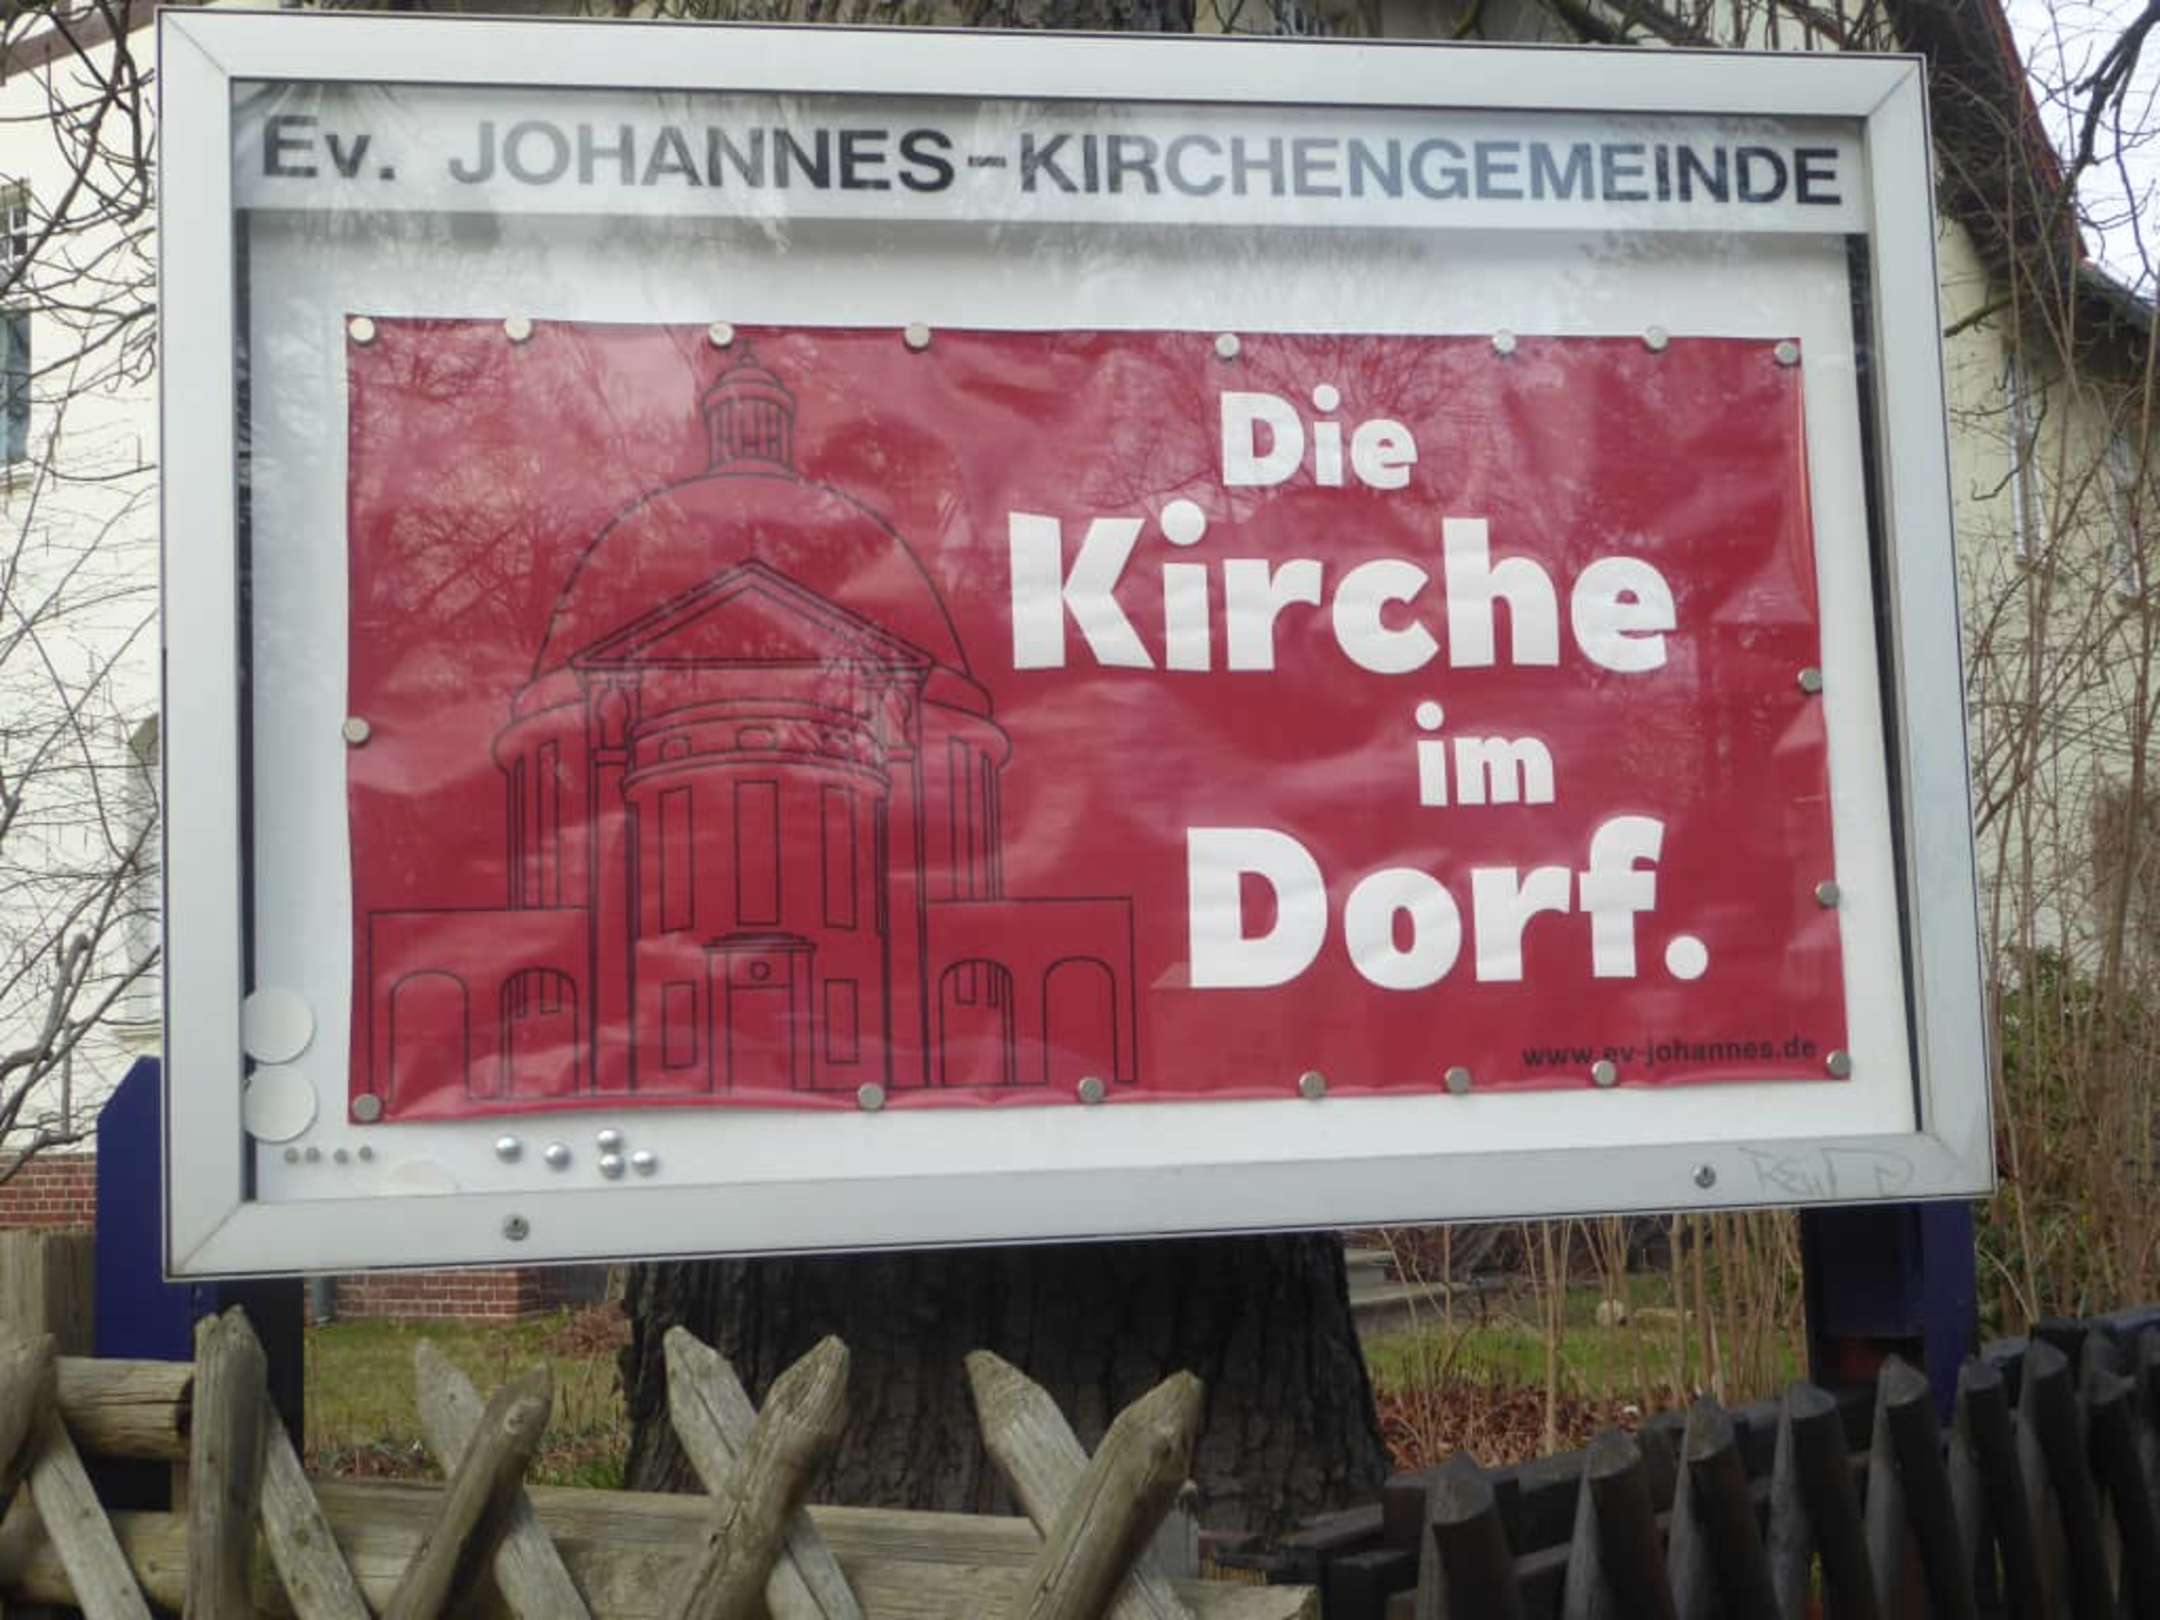 Ev. JOHANNES-KIRCHENGEMEINDE
Die
Kirche
im
Dorf.
www.ev-johannes.de